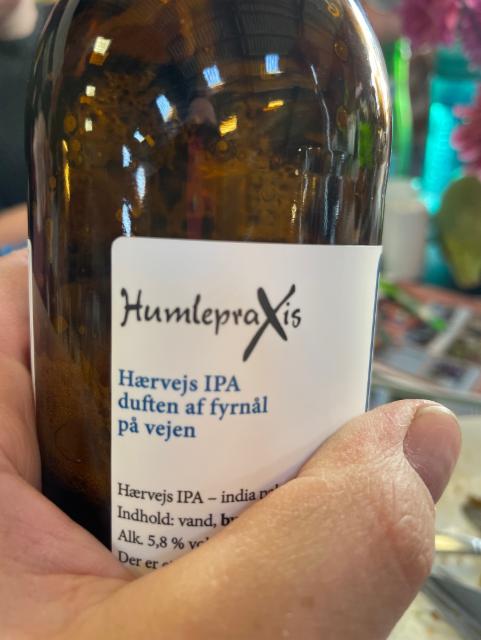 HumlepraXis
Hærvejs IPA
duften af fyrnål
på vejen
Hærvejs IPA – india
Indhold: vand,
Alk. 5,8 %
Der er